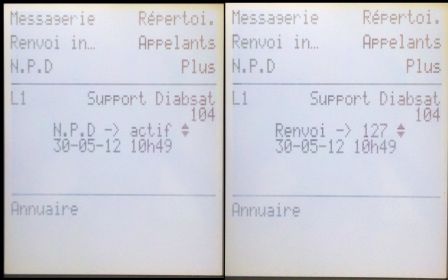 Messagerie Répertoi.
Renvoi in… Appelants
N.P.D Plus
L1 Support Diabsat
104
N.P.D -> actif
30-05-12 10h49
Annuaire
Messagerie Répertoi.
Renvoi in… Appelants
N.P.D Plus
L1 Support Diabsat
104
Renvoi -> 127
30-05-12 10h49
Annuaire